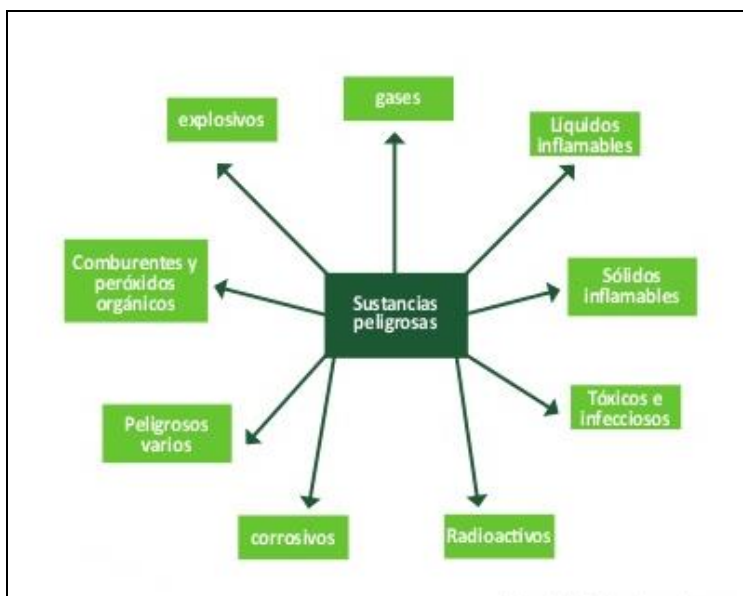 gases
explosivos
Líquidos
inflamables
Comburentes y
peróxidos
orgánicos
Sustancias
peligrosas
Sólidos
inflamables
Peligrosos
varios
Tóxicos e
infecciosos
corrosivos
Radioactivos